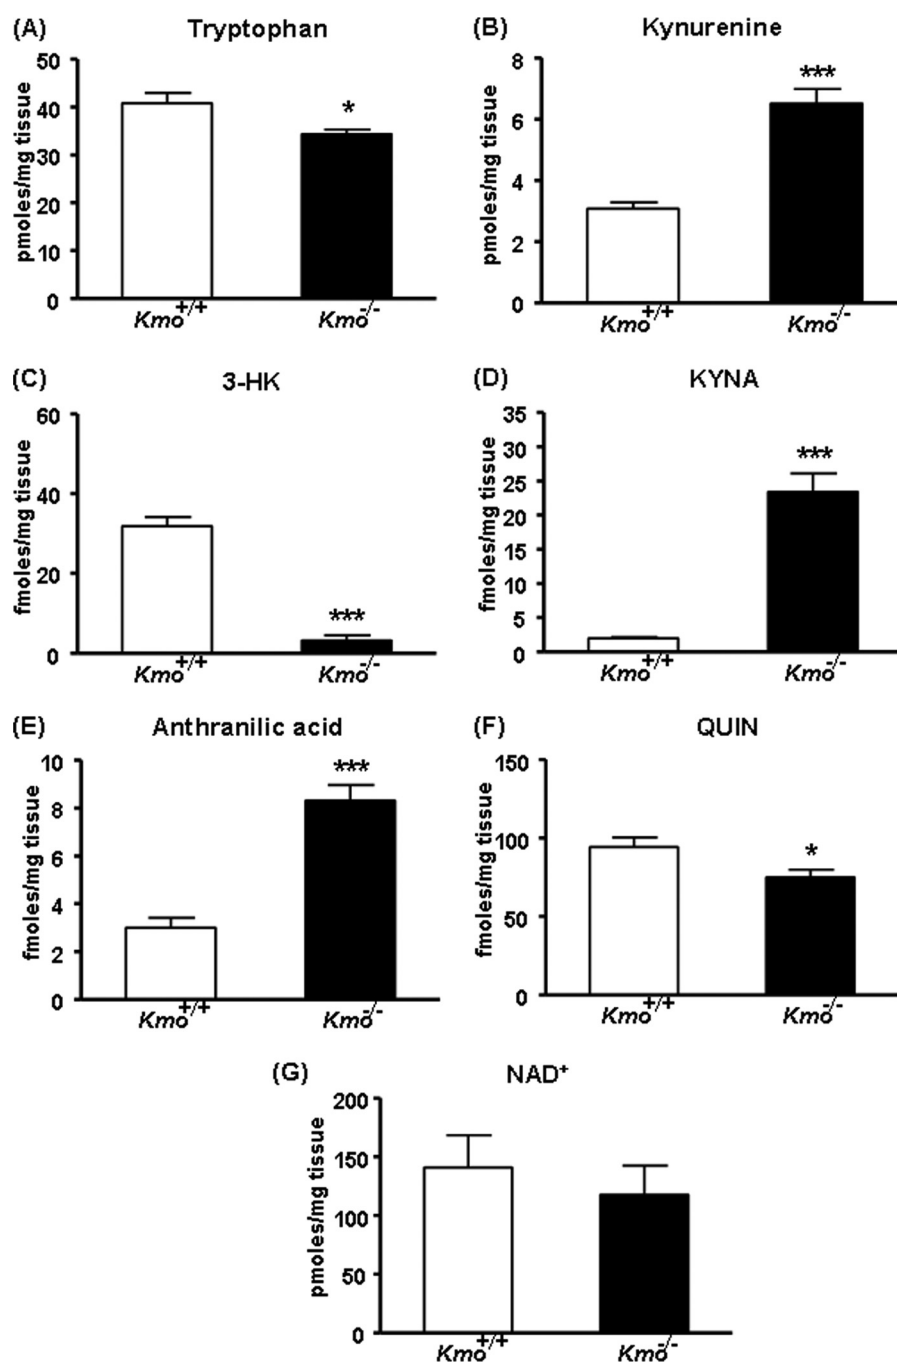 (A) Tryptophan
pmoles/mg tissue
50
40
30
20
10
0
*
Kmo+/+ Kmo-/-
(B) Kynurenine
pmoles/mg tissue
8
6
4
2
0
***
Kmo+/+ Kmo-/-
(C) 3-HK
fmoles/mg tissue
60
40
20
0
***
Kmo+/+ Kmo-/-
(D) KYNA
fmoles/mg tissue
35
30
25
20
15
10
5
0
***
Kmo+/+ Kmo-/-
(E) Anthranilic acid
fmoles/mg tissue
10
8
6
4
2
0
***
Kmo+/+ Kmo-/-
(F) QUIN
fmoles/mg tissue
150
100
50
0
*
Kmo+/+ Kmo-/-
(G) NAD+
pmoles/mg tissue
200
150
100
50
0
Kmo+/+ Kmo-/-